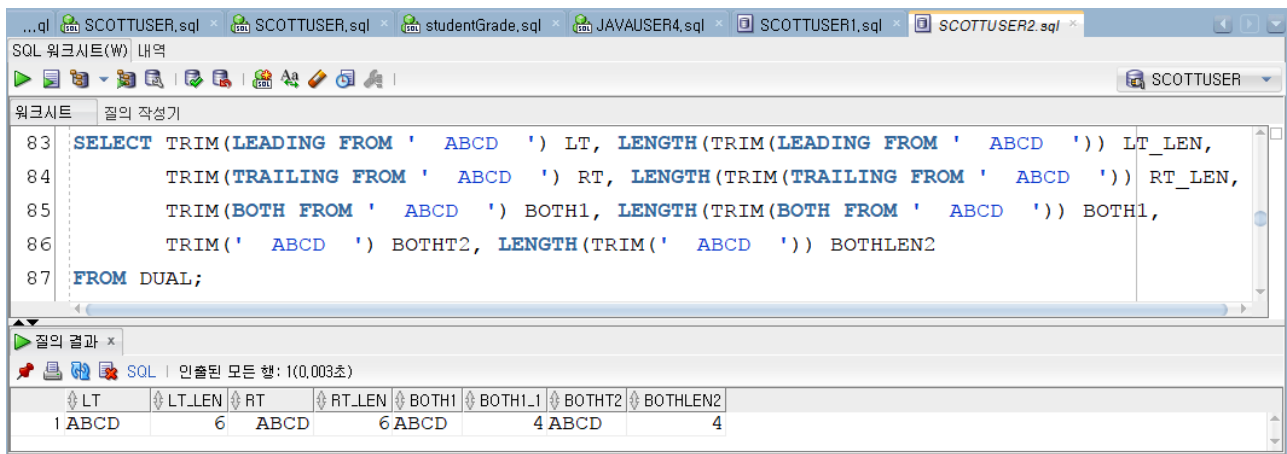 ...ql SCOTTUSER.sql × SCOTTUSER.sql × studentGrade.sql × JAVAUSER4.sql × SCOTTUSER1.sql × SCOTTUSER2.sql ×
SQL 워크시트(W) 내역
SCOTTUSER
워크시트 질의 작성기
83 SELECT TRIM(LEADING FROM '  ABCD  ') LT, LENGTH(TRIM(LEADING FROM '  ABCD  ')) LT_LEN,
84 TRIM(TRAILING FROM '  ABCD  ') RT, LENGTH(TRIM(TRAILING FROM '  ABCD  ')) RT_LEN,
85 TRIM(BOTH FROM '  ABCD  ') BOTH1, LENGTH(TRIM(BOTH FROM '  ABCD  ')) BOTH1,
86 TRIM('  ABCD  ') BOTHT2, LENGTH(TRIM('  ABCD  ')) BOTHLEN2
87 FROM DUAL;
질의 결과 ×
SQL | 인출된 모든 행: 1(0,003초)
LT LT_LEN RT RT_LEN BOTH1 BOTH1_1 BOTHT2 BOTHLEN2
1 ABCD 6 ABCD 6 ABCD 4 ABCD 4